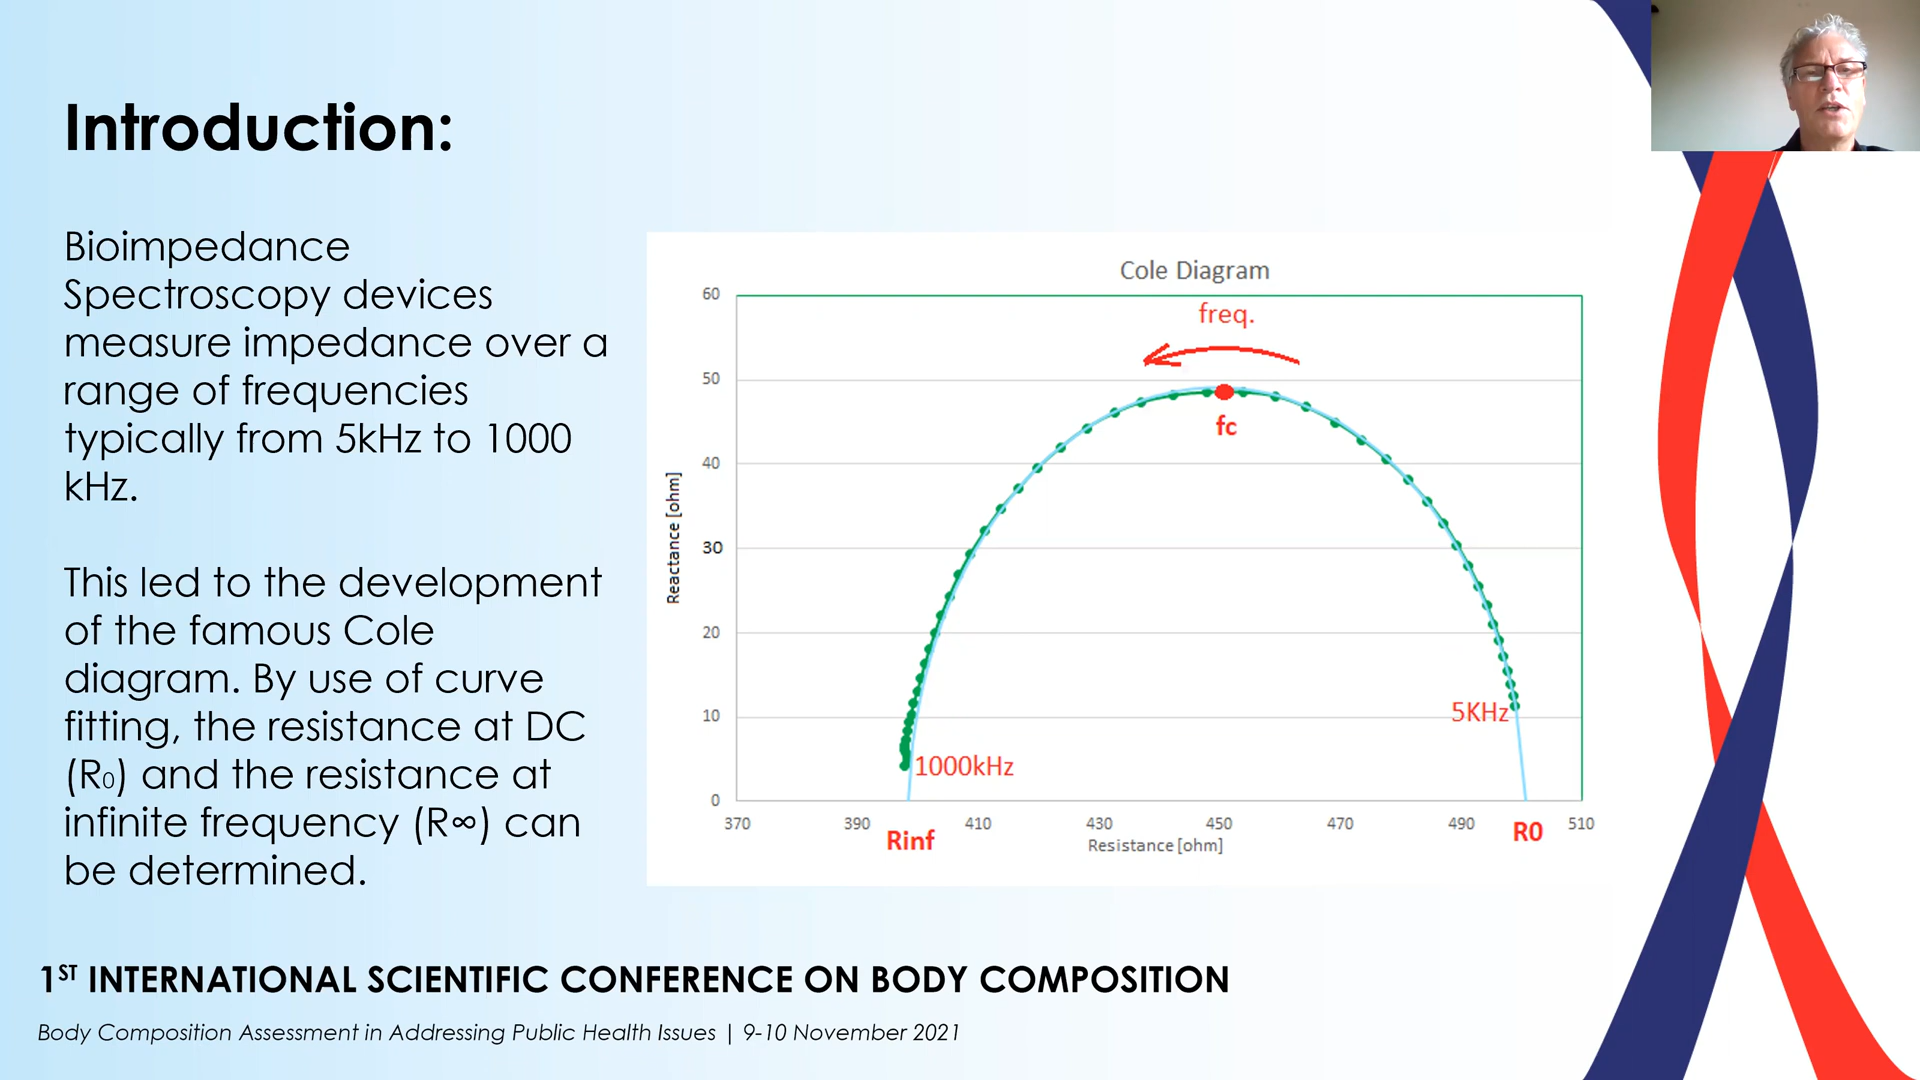 Introduction:
Bioimpedance
Spectroscopy devices
measure impedance over a
range of frequencies
typically from 5kHz to 1000
kHz.
This led to the development
of the famous Cole
diagram. By use of curve
fitting, the resistance at DC
(R₀) and the resistance at
infinite frequency (R∞) can
be determined.
Cole Diagram
60
freq.
50
fc
40
Reactance [ohm]
30
20
10
5KHz
1000kHz
0
370 390 410 430 450 470 490 510
Rinf
R0
Resistance [ohm]
1ST INTERNATIONAL SCIENTIFIC CONFERENCE ON BODY COMPOSITION
Body Composition Assessment in Addressing Public Health Issues | 9-10 November 2021